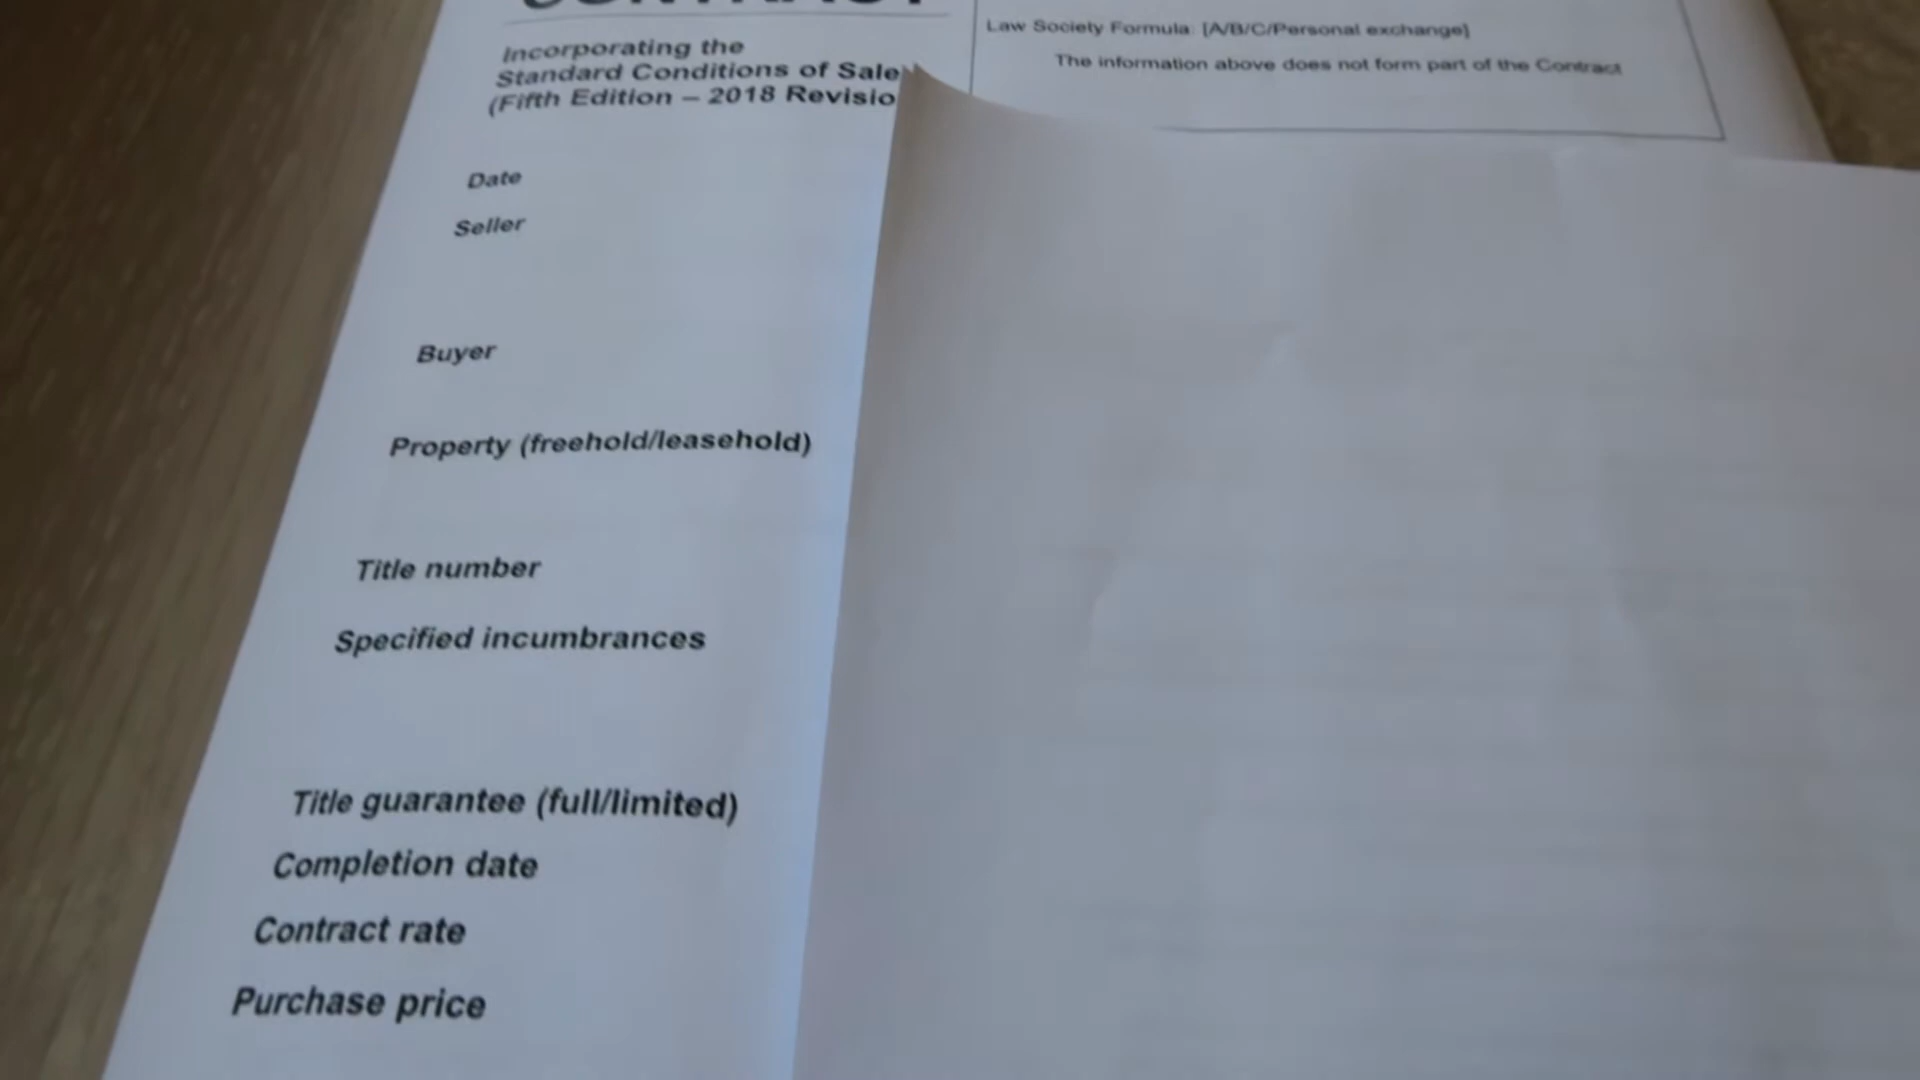 CONTRACT
Incorporating the
Standard Conditions of Sale
(Fifth Edition – 2018 Revisio
Law Society Formula: [A/B/C/Personal exchange]
The information above does not form part of the Contract
Date
Seller
Buyer
Property (freehold/leasehold)
Title number
Specified incumbrances
Title guarantee (full/limited)
Completion date
Contract rate
Purchase price